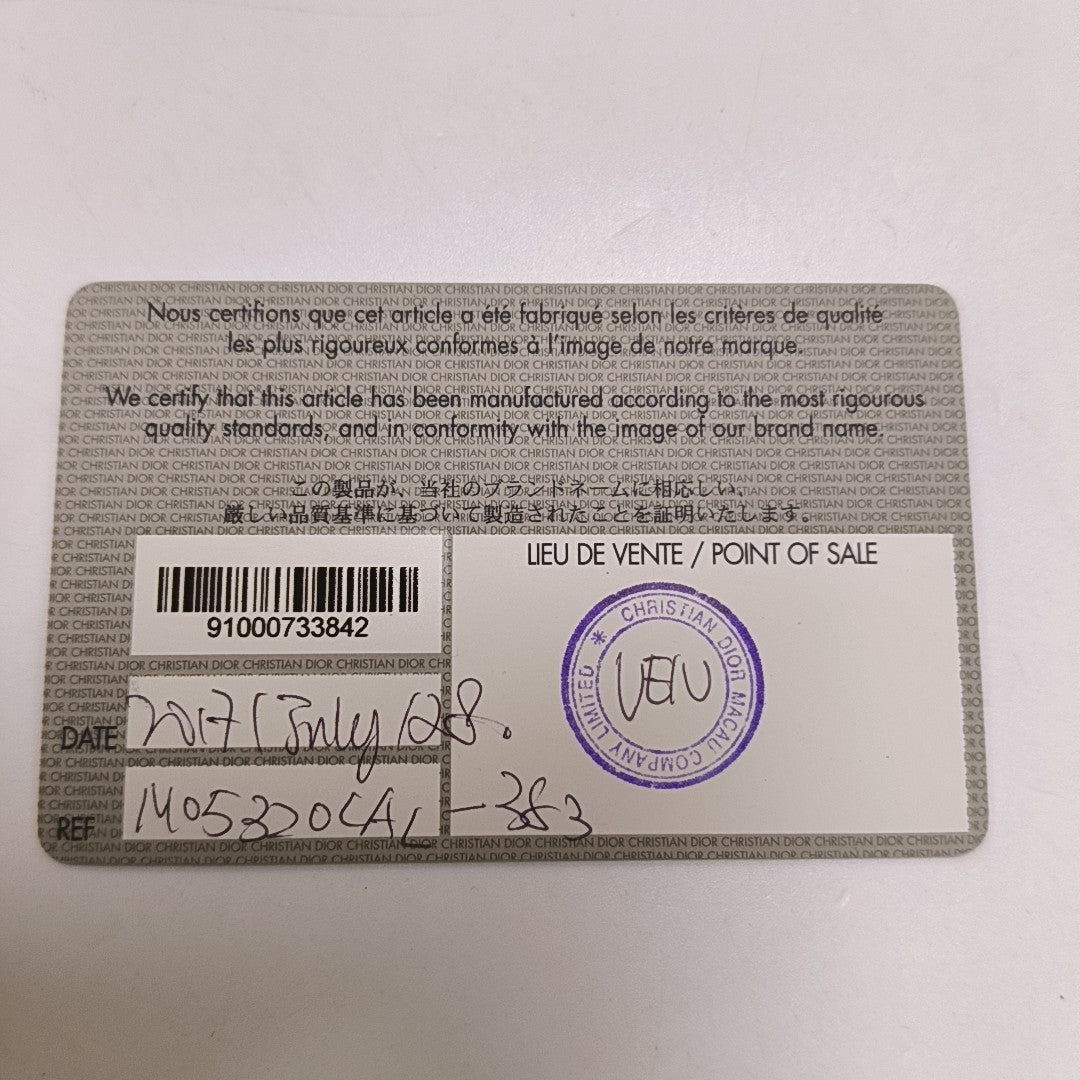 Nous certifions que cet article a été fabriqué selon les critères de qualité
les plus rigoureux conformes à l'image de notre marque.
We certify that this article has been manufactured according to the most rigourous
quality standards, and in conformity with the image of our brand name.
この製品が、当社のブランドネームに相応しい、
厳しい品質基準に基づいて製造されたことを証明いたします。
LIEU DE VENTE / POINT OF SALE
91000733842
CHRISTIAN DIOR MACAU COMPANY LIMITED *
VEN
DATE 2017/July/28.
REF M05320CAL-383
CHRISTIAN DIOR